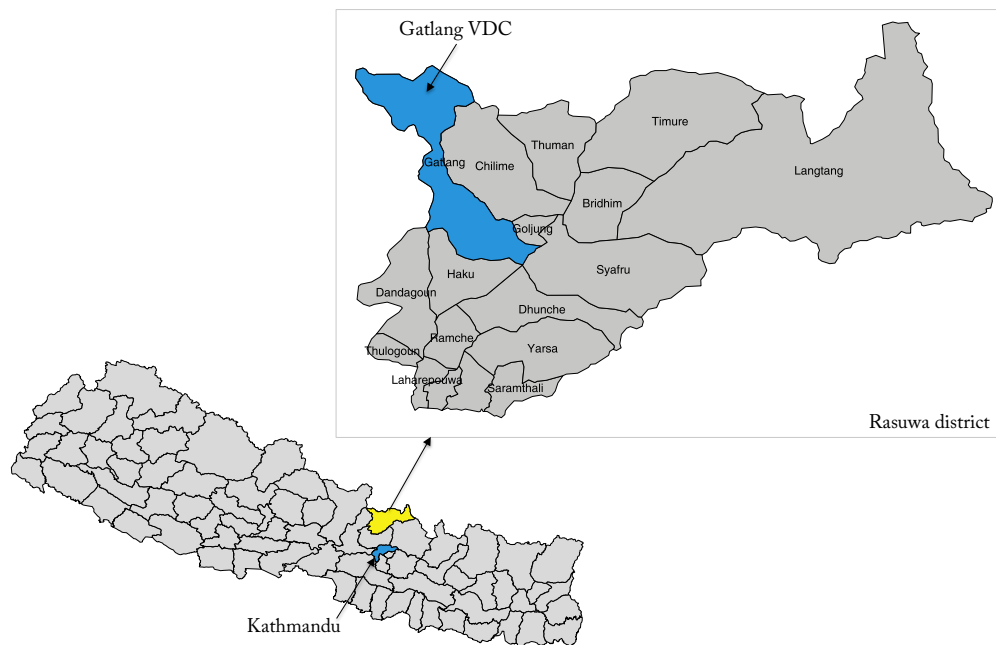 Gatlang VDC
Timure
Thuman
Gatlang
Chilime
Langtang
Bridhim
Goljung
Haku
Syafru
Dandagoun
Dhunche
Ramche
Thulogoun
Yarsa
Laharepouwa
Saramthali
Rasuwa district
Kathmandu